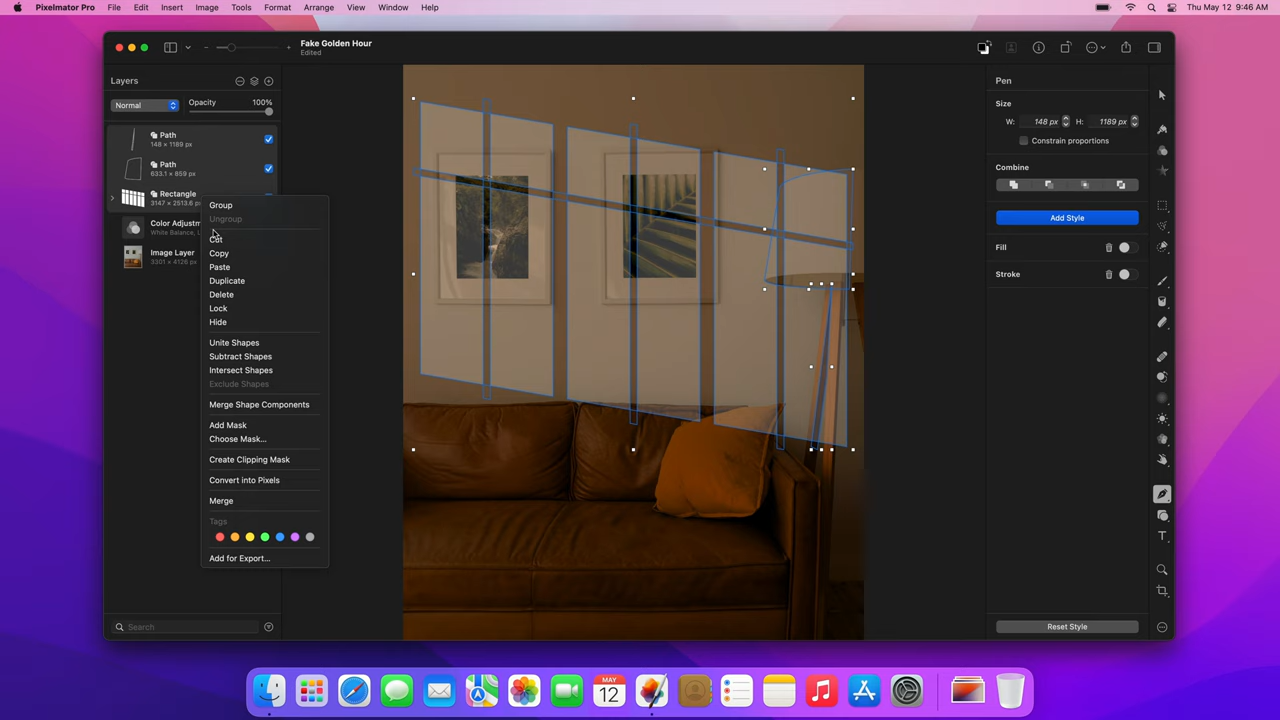 Pixelmator Pro File Edit Insert Image Tools Format Arrange View Window Help Thu May 12 9:46 AM
Fake Golden Hour
Edited
Layers
Normal Opacity 100%
Path
148 × 1189 px
Path
633.1 × 859 px
Rectangle
3147 × 2513.6 px
Color Adjustm
White Balance, L
Image Layer
3301 × 4126 px
Search
Group
Ungroup
Cut
Copy
Paste
Duplicate
Delete
Lock
Hide
Unite Shapes
Subtract Shapes
Intersect Shapes
Exclude Shapes
Merge Shape Components
Add Mask
Choose Mask...
Create Clipping Mask
Convert into Pixels
Merge
Tags
Add for Export...
Pen
Size
W: 148 px H: 1189 px
Constrain proportions
Combine
Add Style
Fill
Stroke
Reset Style
MAY
12